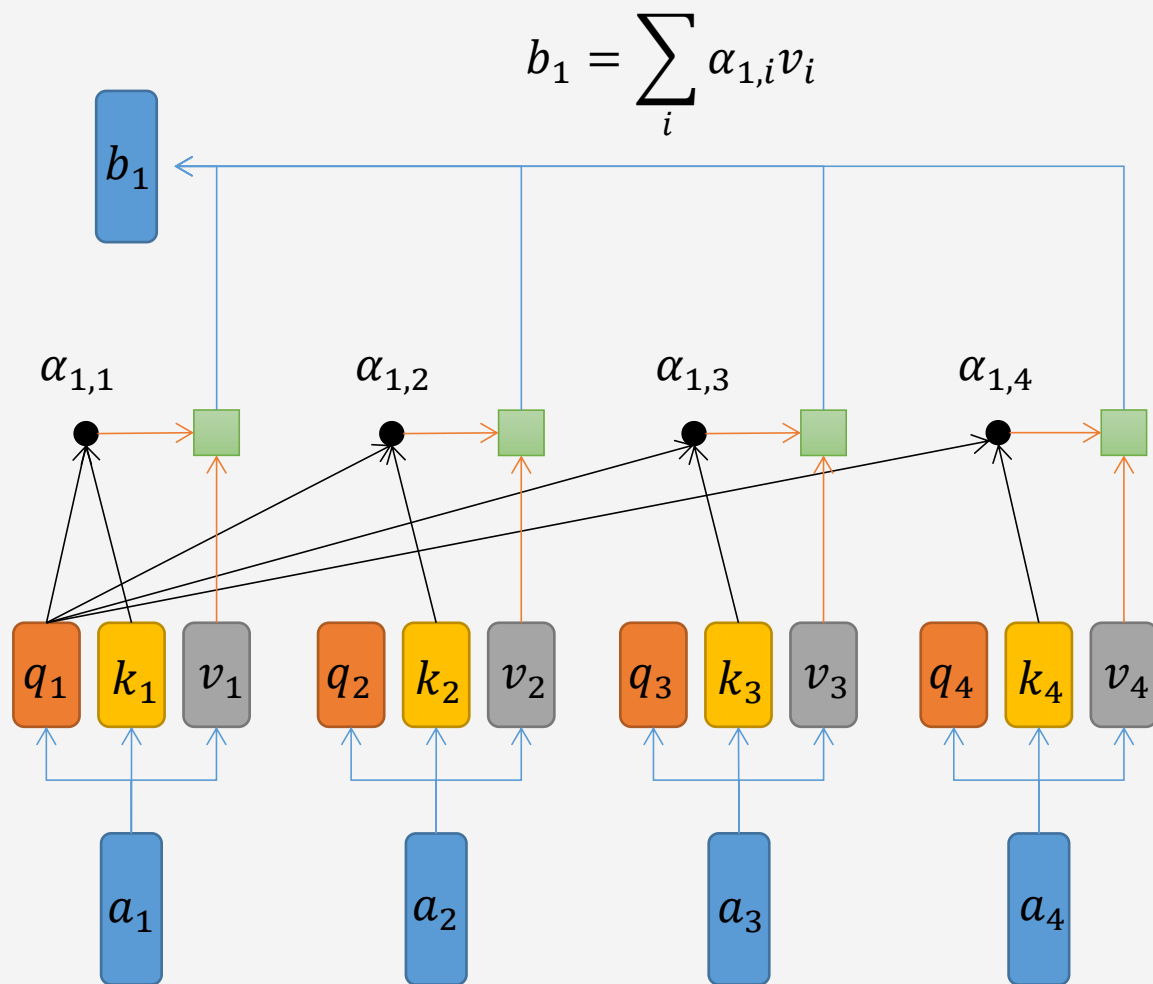 b₁ = ∑ᵢ α₁,ᵢvᵢ
b₁
α₁,₁ α₁,₂ α₁,₃ α₁,₄
q₁ k₁ v₁ q₂ k₂ v₂ q₃ k₃ v₃ q₄ k₄ v₄
a₁ a₂ a₃ a₄